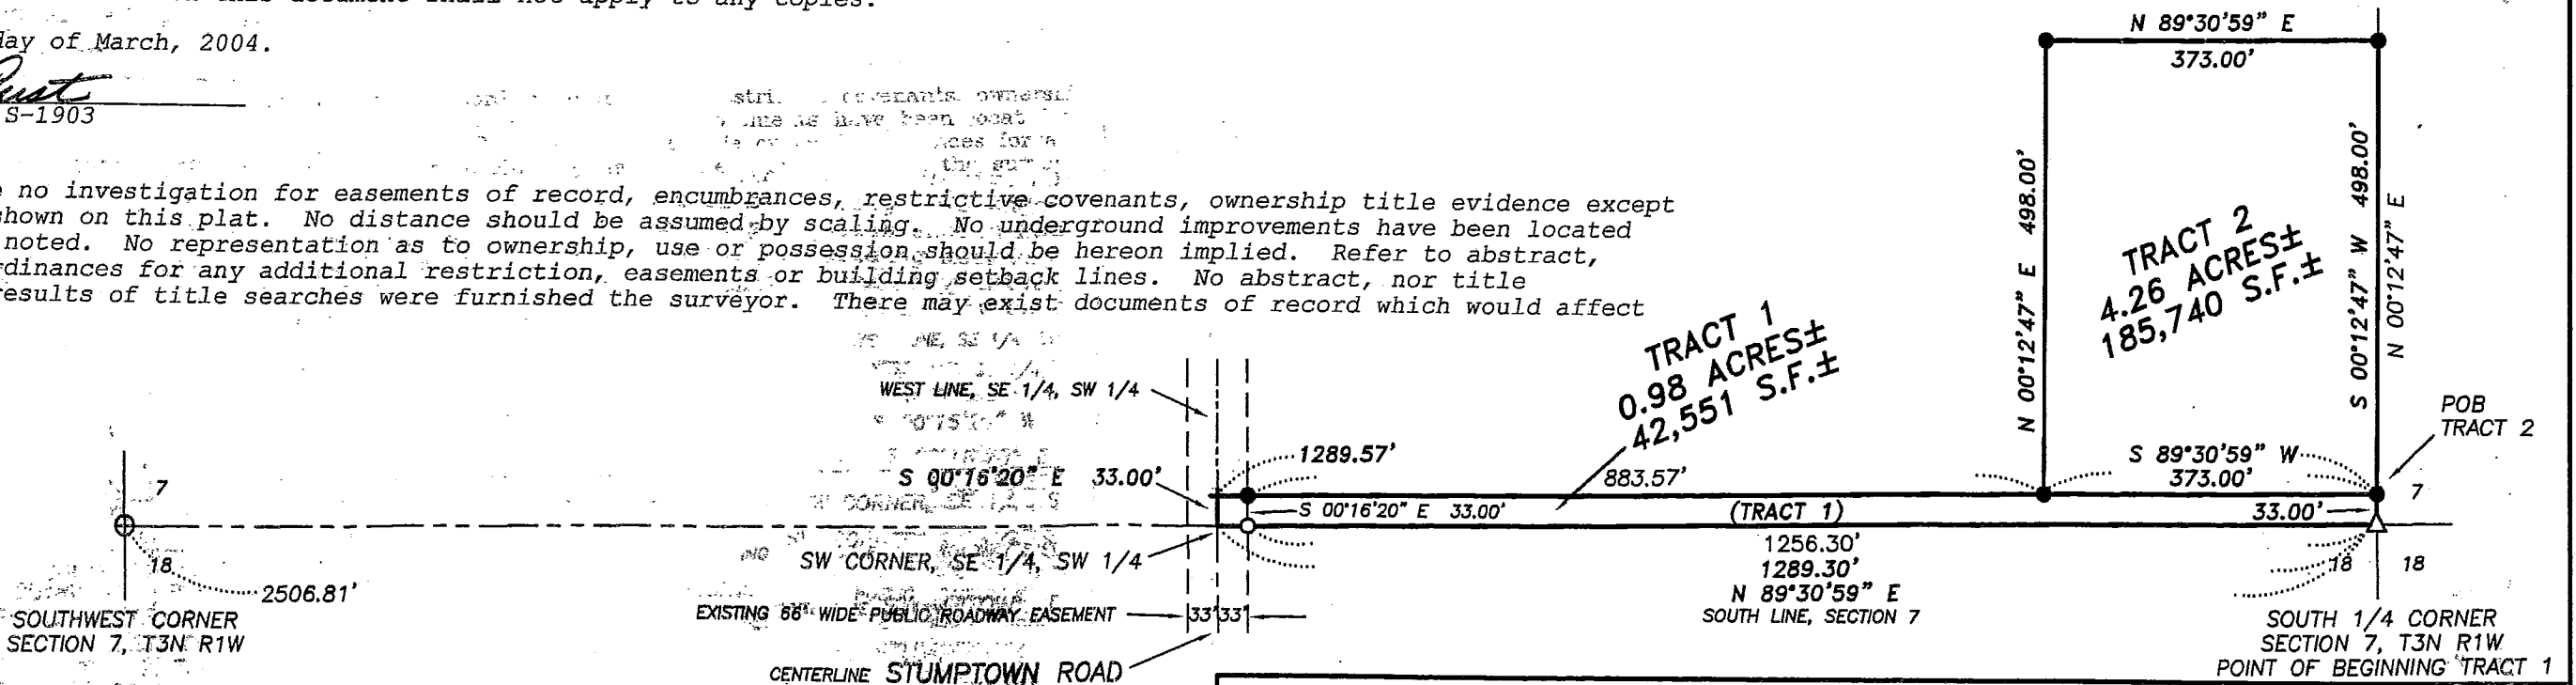 this document shall not apply to any copies.
day of March, 2004.
S-1903
no investigation for easements of record, encumbrances, restrictive covenants, ownership title evidence except
shown on this plat. No distance should be assumed by scaling. No underground improvements have been located
noted. No representation as to ownership, use or possession should be hereon implied. Refer to abstract,
rdinances for any additional restriction, easements or building setback lines. No abstract, nor title
results of title searches were furnished the surveyor. There may exist documents of record which would affect
N 89°30'59" E
373.00'
N 00°12'47" E 498.00'
S 00°12'47" W 498.00'
N 00°12'47" E
TRACT 2
4.26 ACRES±
185,740 S.F.±
TRACT 1
0.98 ACRES±
42,551 S.F.±
POB
TRACT 2
WEST LINE, SE 1/4, SW 1/4
1289.57'
S 00°16'20" E 33.00'
883.57'
S 89°30'59" W
373.00'
7
7
S 00°16'20" E 33.00'
(TRACT 1)
33.00'
SW CORNER, SE 1/4, SW 1/4
1256.30'
1289.30'
N 89°30'59" E
SOUTH LINE, SECTION 7
18
18
18
2506.81'
SOUTHWEST CORNER
SECTION 7, T3N R1W
EXISTING 66' WIDE PUBLIC ROADWAY EASEMENT
33' 33'
CENTERLINE STUMPTOWN ROAD
SOUTH 1/4 CORNER
SECTION 7, T3N R1W
POINT OF BEGINNING TRACT 1